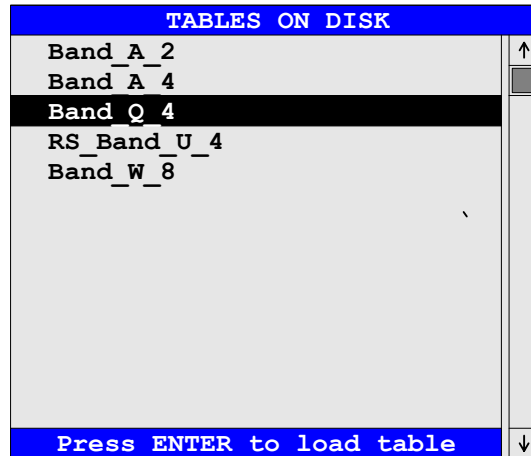 TABLES ON DISK
Band_A_2
Band_A_4
Band_Q_4
RS_Band_U_4
Band_W_8
Press ENTER to load table